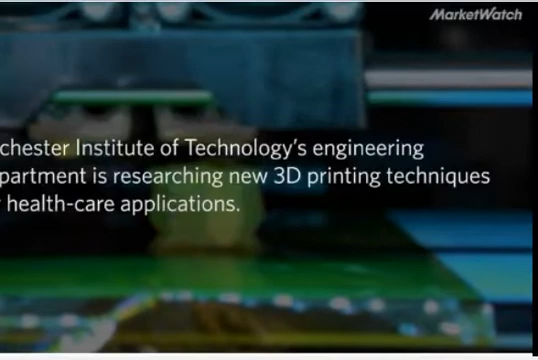 MarketWatch
chester Institute of Technology's engineering
partment is researching new 3D printing techniques
health-care applications.